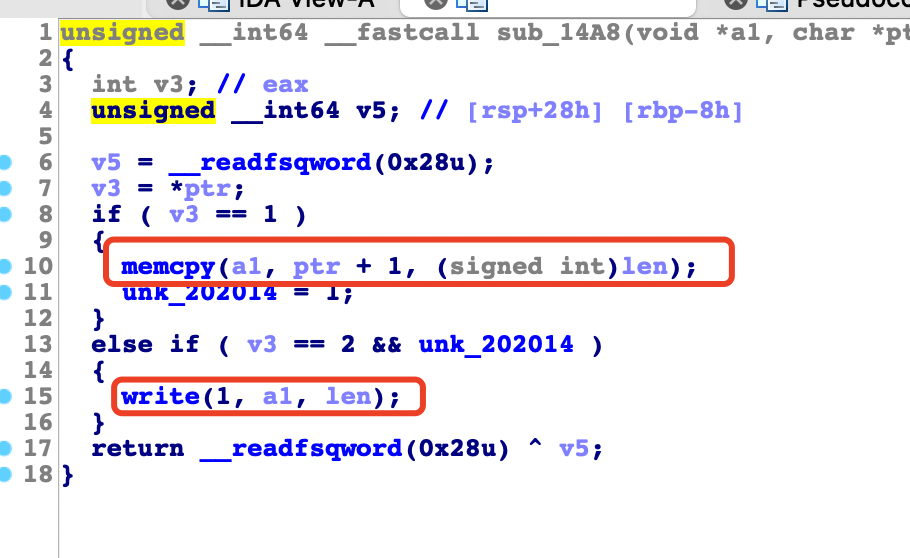 IDA View-A
1 unsigned __int64 __fastcall sub_14A8(void *a1, char *pt
2 {
3 int v3; // eax
4 unsigned __int64 v5; // [rsp+28h] [rbp-8h]
5
6 v5 = __readfsqword(0x28u);
7 v3 = *ptr;
8 if ( v3 == 1 )
9 {
10 memcpy(a1, ptr + 1, (signed int)len);
11 unk_202014 = 1;
12 }
13 else if ( v3 == 2 && unk_202014 )
14 {
15 write(1, a1, len);
16 }
17 return __readfsqword(0x28u) ^ v5;
18 }